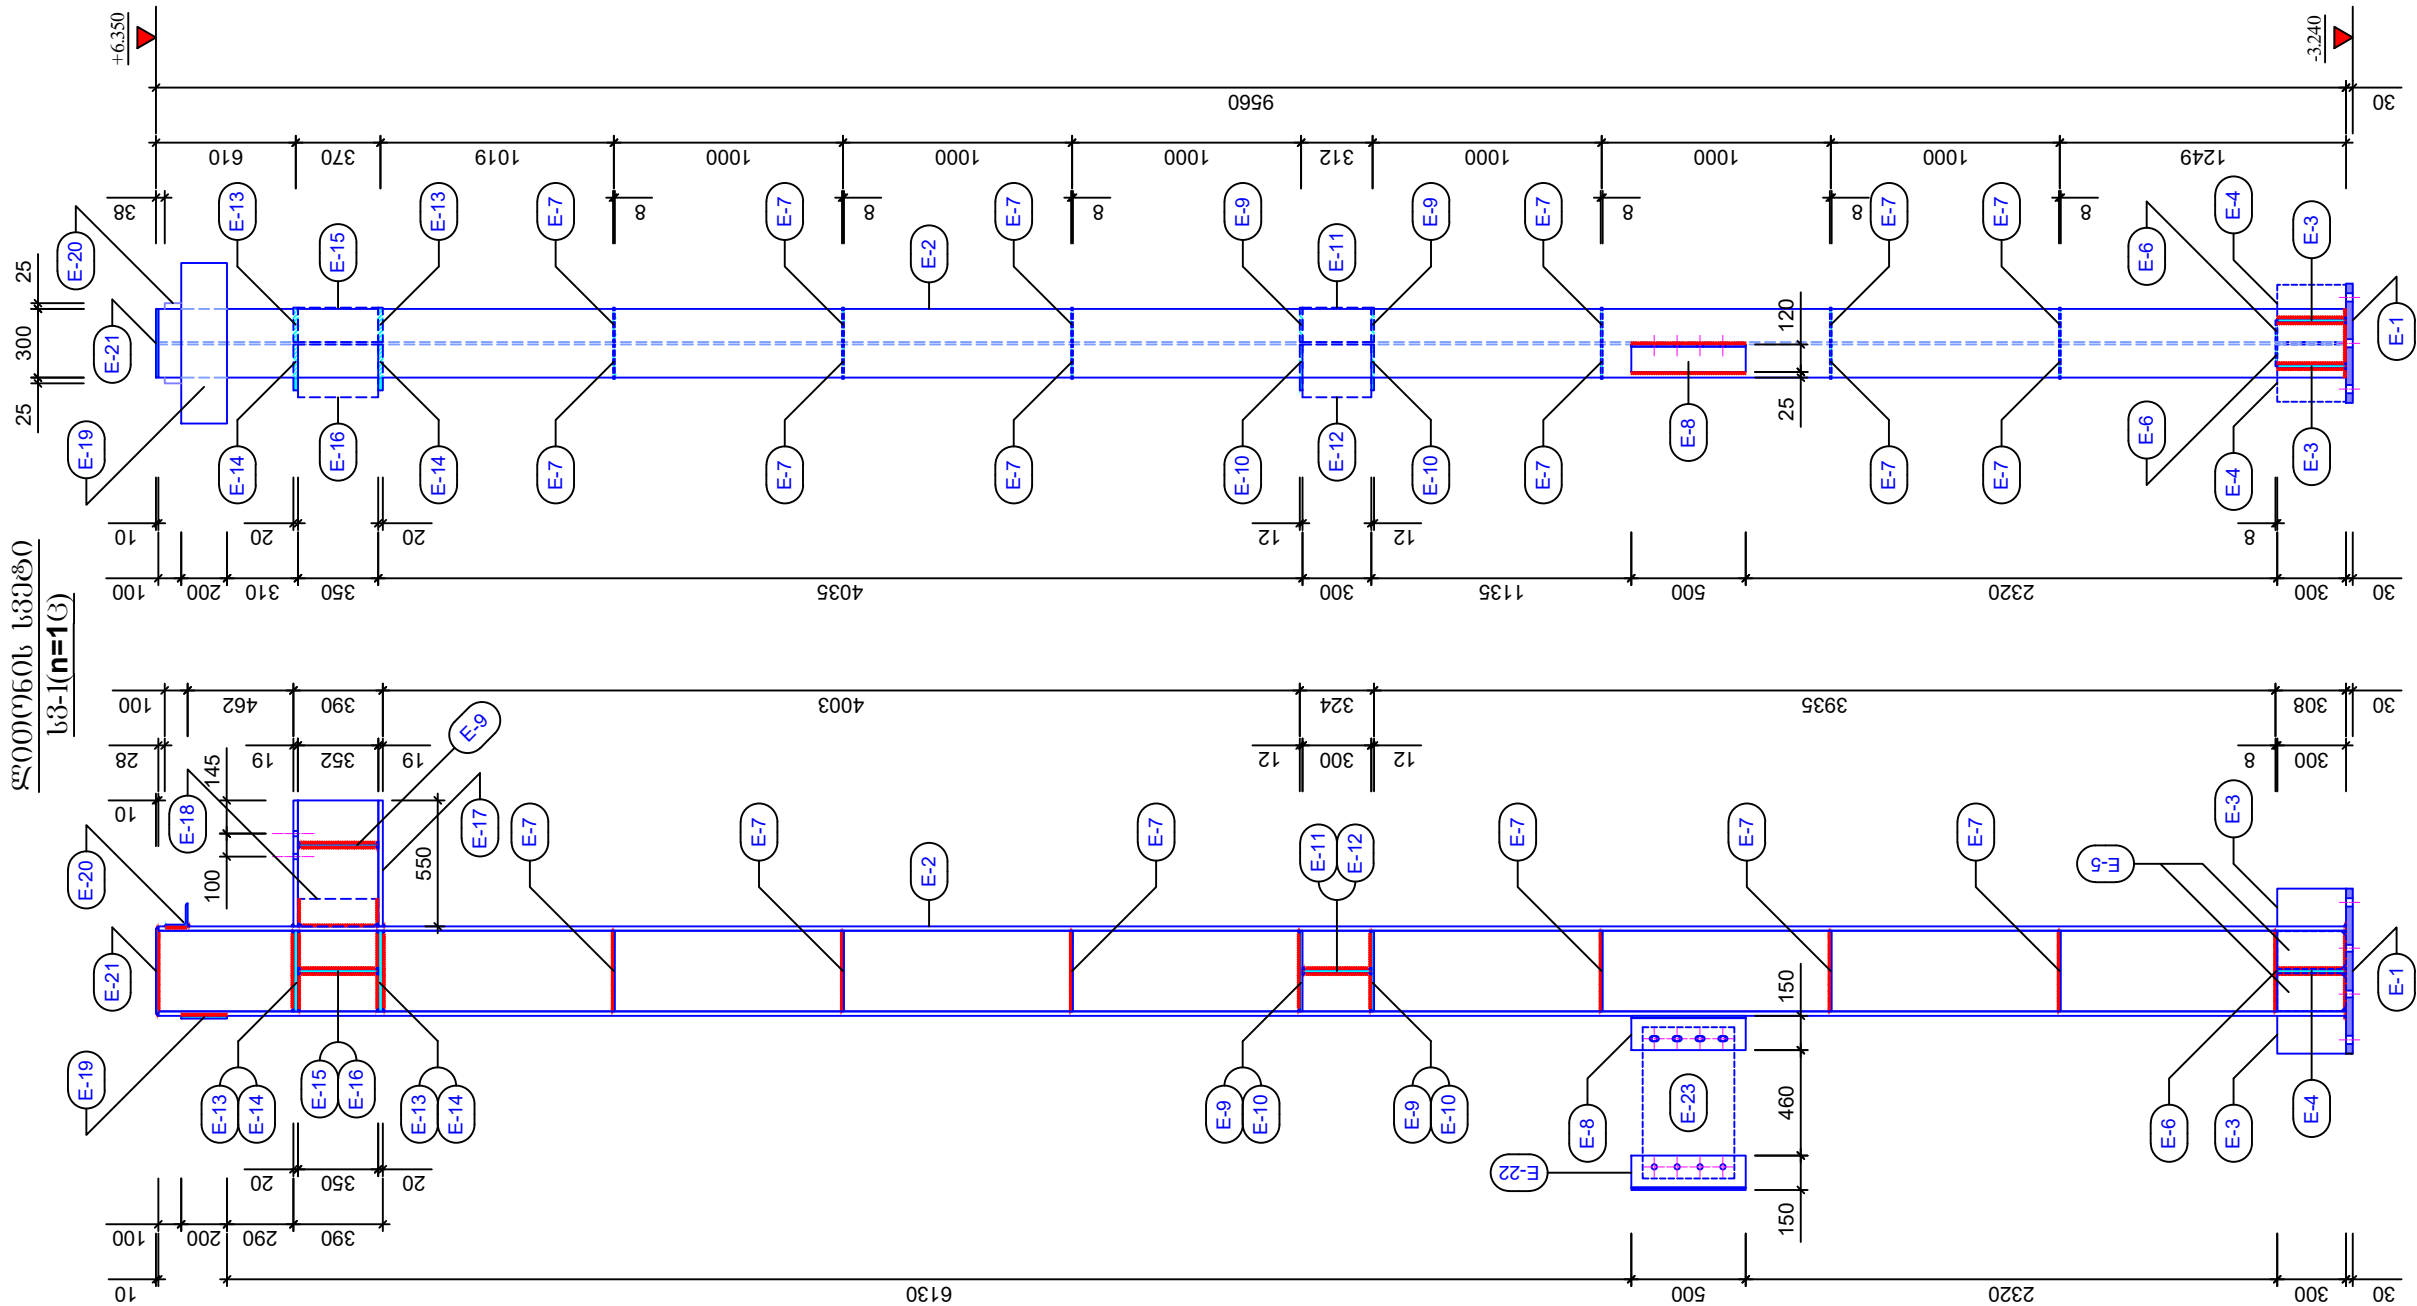 ლითონის სვეტი
სვ-1(n=1ც)
+6.350
-3.240
9560
30
610
370
1019
1000
1000
1000
312
1000
1000
1000
1249
38
8
8
8
8
8
8
E-20
E-13
E-15
E-13
E-7
E-7
E-2
E-7
E-9
E-11
E-9
E-7
E-7
E-7
E-6
E-4
E-3
25
300
25
E-21
E-19
120
25
E-1
E-14
E-16
E-14
E-7
E-7
E-7
E-10
E-12
E-10
E-7
E-8
E-7
E-7
E-6
E-4
E-3
10
20
20
12
12
8
100
200
310
350
4035
300
1135
500
2320
300
30
100
462
390
4003
324
3935
308
30
28
19
352
19
12
300
12
8
300
10
145
100
550
E-9
E-18
E-17
E-20
E-21
E-19
E-7
E-7
E-2
E-7
E-11
E-12
E-7
E-7
E-7
E-5
E-3
E-1
150
460
150
E-13
E-14
E-15
E-16
E-13
E-14
E-9
E-10
E-9
E-10
E-8
E-23
E-22
E-6
E-3
E-4
20
350
20
100
200
290
390
10
6130
500
2320
300
30